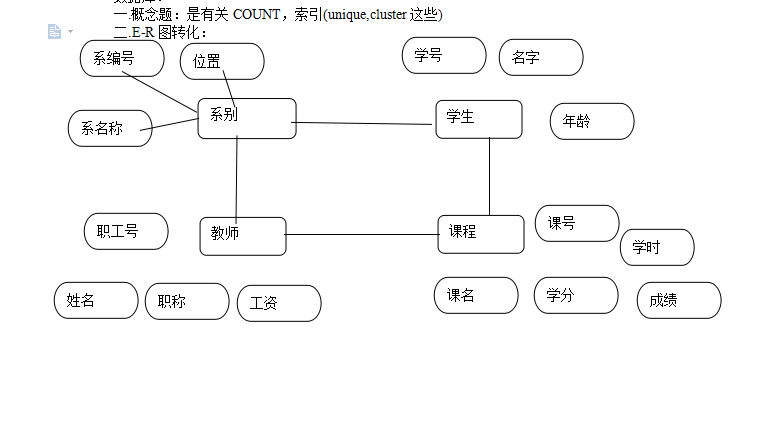 一.概念题：是有关 COUNT，索引(unique,cluster 这些)
二.E-R 图转化：
系编号
位置
学号
名字
系别
学生
年龄
系名称
职工号
教师
课程
课号
学时
姓名
职称
工资
课名
学分
成绩